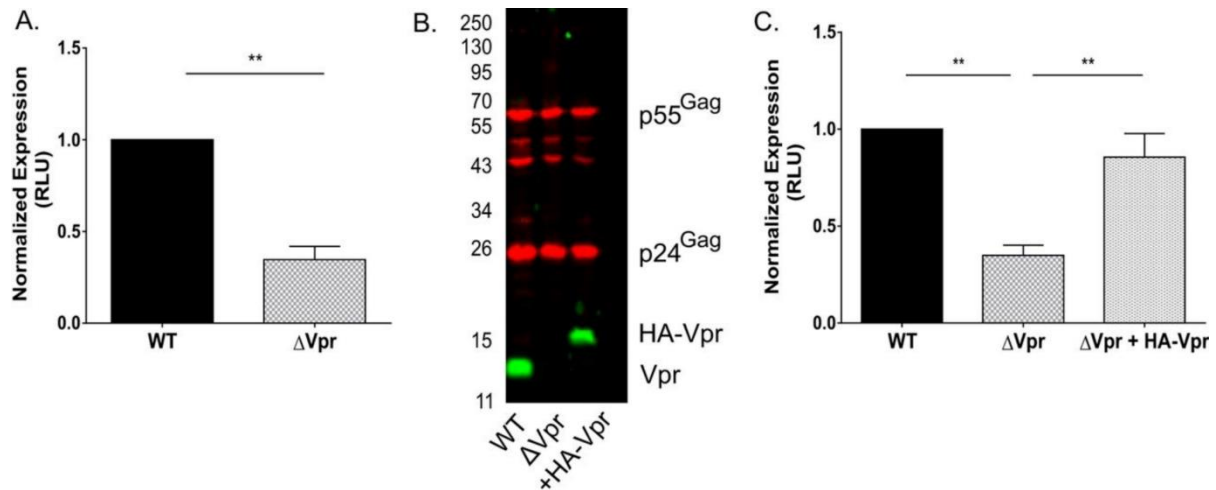 A.
Normalized Expression
(RLU)
1.5
1.0
0.5
0.0
**
WT
ΔVpr
B.
250
130
95
70
55
43
34
26
15
11
p55Gag
p24Gag
HA-Vpr
Vpr
WT
ΔVpr
+HA-Vpr
C.
Normalized Expression
(RLU)
1.5
1.0
0.5
0.0
**
**
WT
ΔVpr
ΔVpr + HA-Vpr